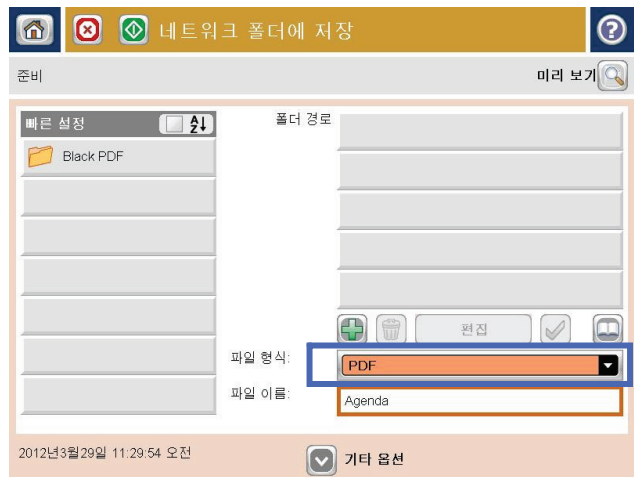 네트워크 폴더에 저장
준비
미리 보기
빠른 설정
폴더 경로
Black PDF
편집
파일 형식:
PDF
파일 이름:
Agenda
2012년3월29일 11:29:54 오전
기타 옵션